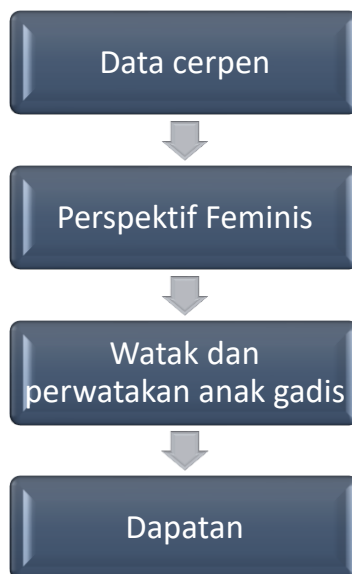 Data cerpen
Perspektif Feminis
Watak dan
perwatakan anak gadis
Dapatan